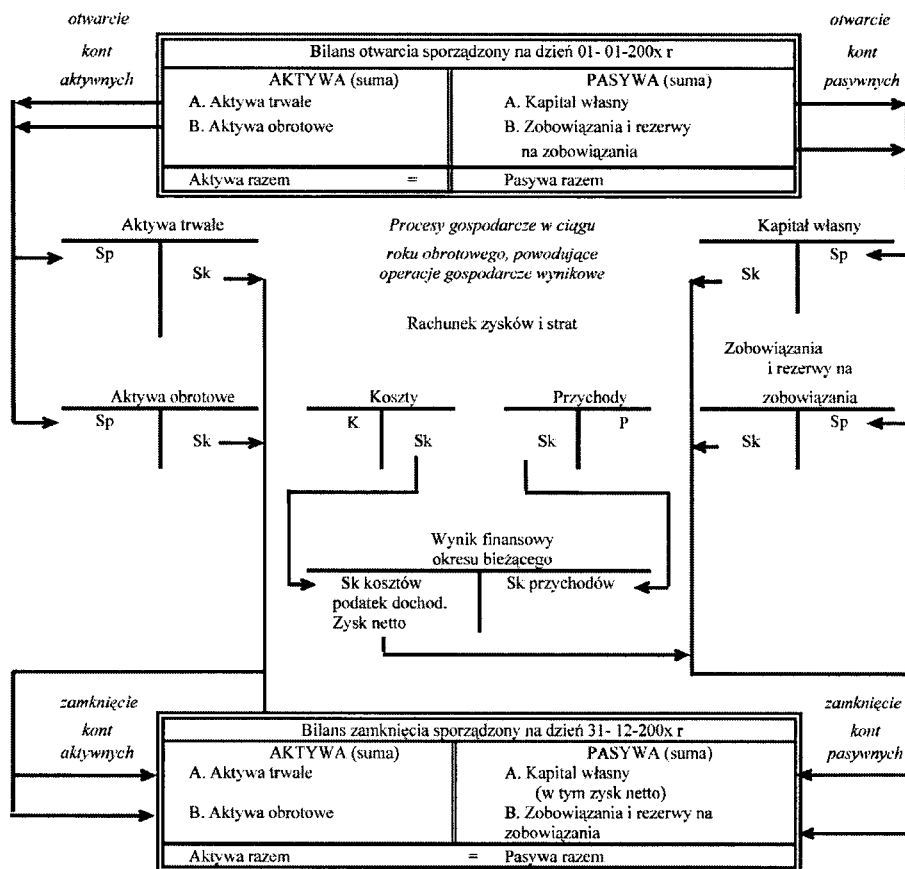 otwarcie
kont
aktywnych
otwarcie
kont
pasywnych
Bilans otwarcia sporządzony na dzień 01- 01-200x r
AKTYWA (suma)
A. Aktywa trwałe
B. Aktywa obrotowe
PASYWA (suma)
A. Kapitał własny
B. Zobowiązania i rezerwy
na zobowiązania
Aktywa razem = Pasywa razem
Aktywa trwałe
Sp
Sk
Procesy gospodarcze w ciągu
roku obrotowego, powodujące
operacje gospodarcze wynikowe
Kapitał własny
Sk
Sp
Rachunek zysków i strat
Aktywa obrotowe
Sp
Sk
Koszty
K
Sk
Przychody
Sk
P
Zobowiązania
i rezerwy na
zobowiązania
Sk
Sp
Wynik finansowy
okresu bieżącego
Sk kosztów
podatek dochod.
Zysk netto
Sk przychodów
zamknięcie
kont
aktywnych
zamknięcie
kont
pasywnych
Bilans zamknięcia sporządzony na dzień 31- 12-200x r
AKTYWA (suma)
A. Aktywa trwałe
B. Aktywa obrotowe
PASYWA (suma)
A. Kapitał własny
(w tym zysk netto)
B. Zobowiązania i rezerwy na
zobowiązania
Aktywa razem = Pasywa razem